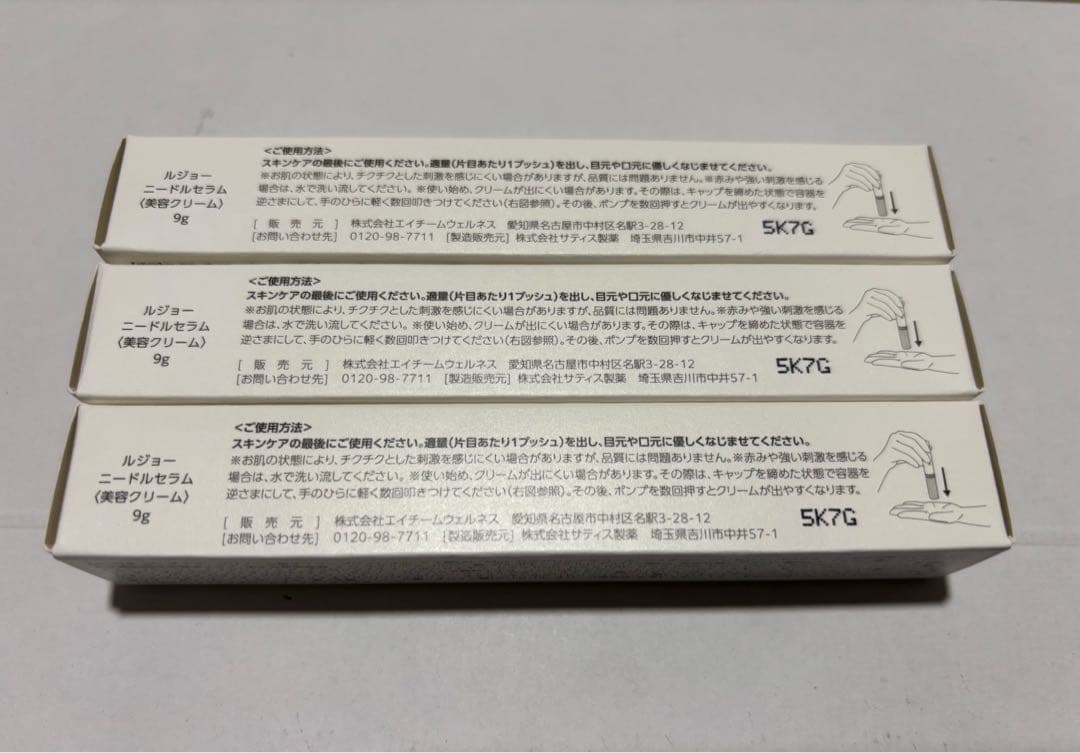 ルジョー
ニードルセラム
〈美容クリーム〉
9g
<ご使用方法>
スキンケアの最後にご使用ください。適量(片目あたり1プッシュ)を出し、目元や口元に優しくなじませてください。
※お肌の状態により、チクチクとした刺激を感じにくい場合がありますが、品質には問題ありません。※赤みや強い刺激を感じる
場合は、水で洗い流してください。※使い始め、クリームが出にくい場合があります。その際は、キャップを締めた状態で容器を
逆さまにして、手のひらに軽く数回叩きつけてください(右図参照)。その後、ポンプを数回押すとクリームが出やすくなります。
[販売元] 株式会社エイチームウェルネス 愛知県名古屋市中村区名駅3-28-12
[お問い合わせ先] 0120-98-7711 [製造販売元] 株式会社サティス製薬 埼玉県吉川市中井57-1
5K7G
ルジョー
ニードルセラム
〈美容クリーム〉
9g
<ご使用方法>
スキンケアの最後にご使用ください。適量(片目あたり1プッシュ)を出し、目元や口元に優しくなじませてください。
※お肌の状態により、チクチクとした刺激を感じにくい場合がありますが、品質には問題ありません。※赤みや強い刺激を感じる
場合は、水で洗い流してください。※使い始め、クリームが出にくい場合があります。その際は、キャップを締めた状態で容器を
逆さまにして、手のひらに軽く数回叩きつけてください(右図参照)。その後、ポンプを数回押すとクリームが出やすくなります。
[販売元] 株式会社エイチームウェルネス 愛知県名古屋市中村区名駅3-28-12
[お問い合わせ先] 0120-98-7711 [製造販売元] 株式会社サティス製薬 埼玉県吉川市中井57-1
5K7G
ルジョー
ニードルセラム
〈美容クリーム〉
9g
<ご使用方法>
スキンケアの最後にご使用ください。適量(片目あたり1プッシュ)を出し、目元や口元に優しくなじませてください。
※お肌の状態により、チクチクとした刺激を感じにくい場合がありますが、品質には問題ありません。※赤みや強い刺激を感じる
場合は、水で洗い流してください。※使い始め、クリームが出にくい場合があります。その際は、キャップを締めた状態で容器を
逆さまにして、手のひらに軽く数回叩きつけてください(右図参照)。その後、ポンプを数回押すとクリームが出やすくなります。
[販売元] 株式会社エイチームウェルネス 愛知県名古屋市中村区名駅3-28-12
[お問い合わせ先] 0120-98-7711 [製造販売元] 株式会社サティス製薬 埼玉県吉川市中井57-1
5K7G